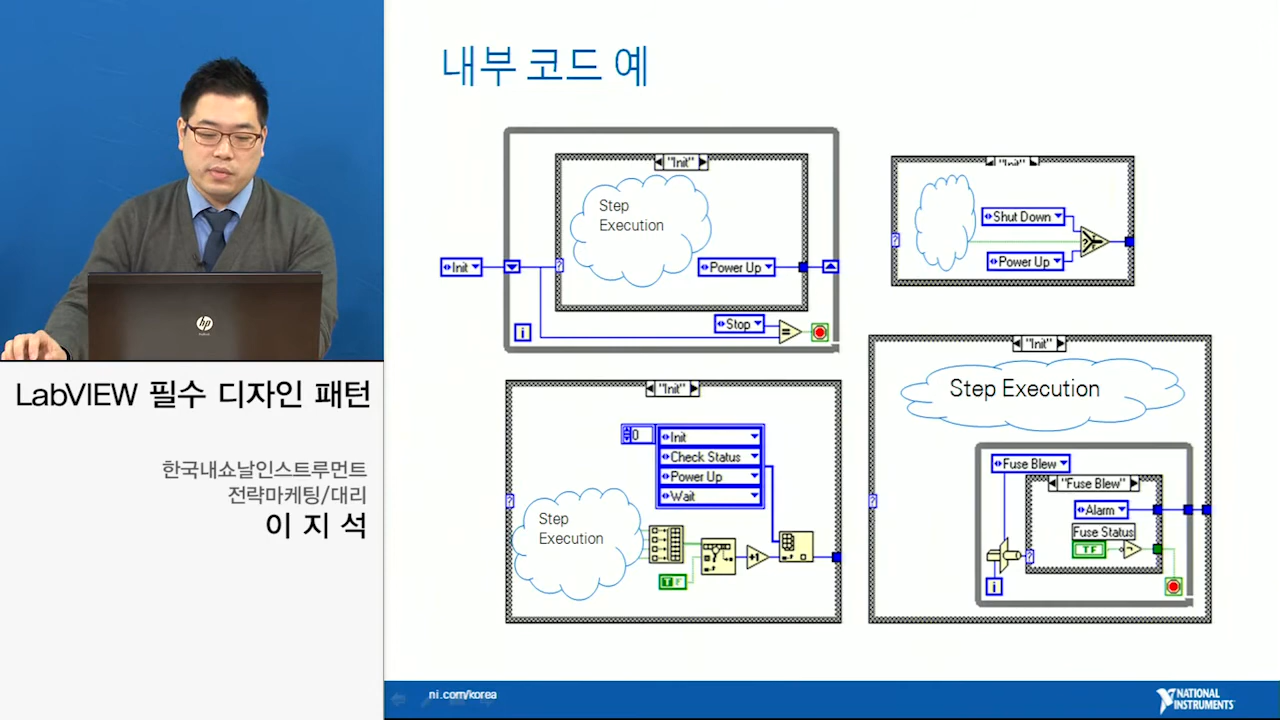 내부 코드 예
"Init"
Step
Execution
Init
Power Up
Stop
i
"Init"
Shut Down
Power Up
"Init"
0
Init
Check Status
Power Up
Wait
Step
Execution
+1
T F
"Init"
Step Execution
Fuse Blew
"Fuse Blew"
Alarm
Fuse Status
TF
i
hp
LabVIEW 필수 디자인 패턴
한국내쇼날인스트루먼트
전략마케팅/대리
이 지 석
ni.com/korea
NATIONAL
INSTRUMENTS